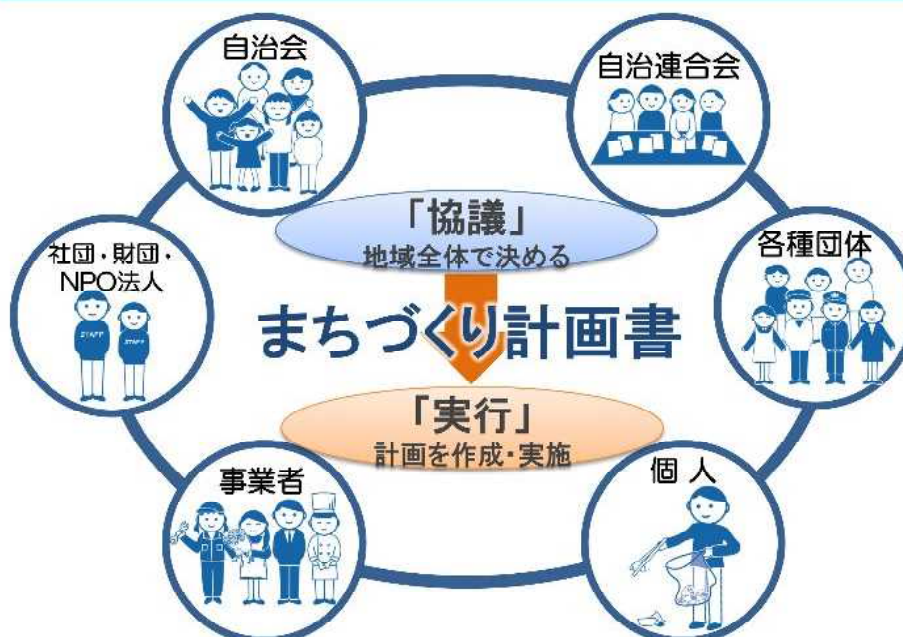 自治会
自治連合会
「協議」
地域全体で決める
社団・財団・
NPO法人
STAFF
STAFF
各種団体
まちづくり計画書
「実行」
計画を作成・実施
事業者
個人